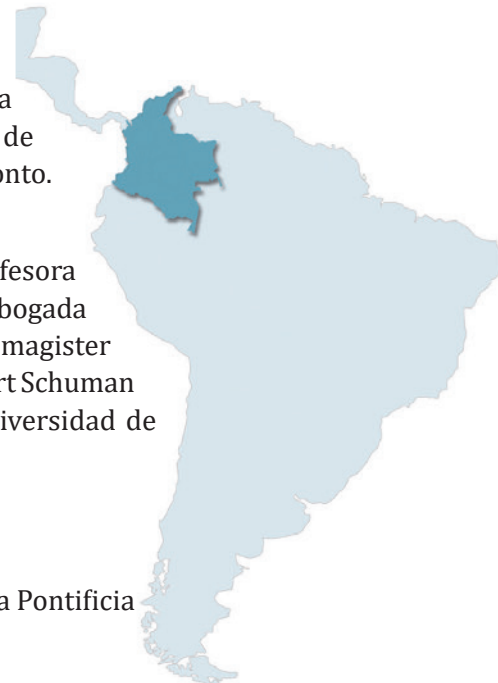 a
de
onto.
fesora
bogada
magister
rt Schuman
iversidad de
a Pontificia